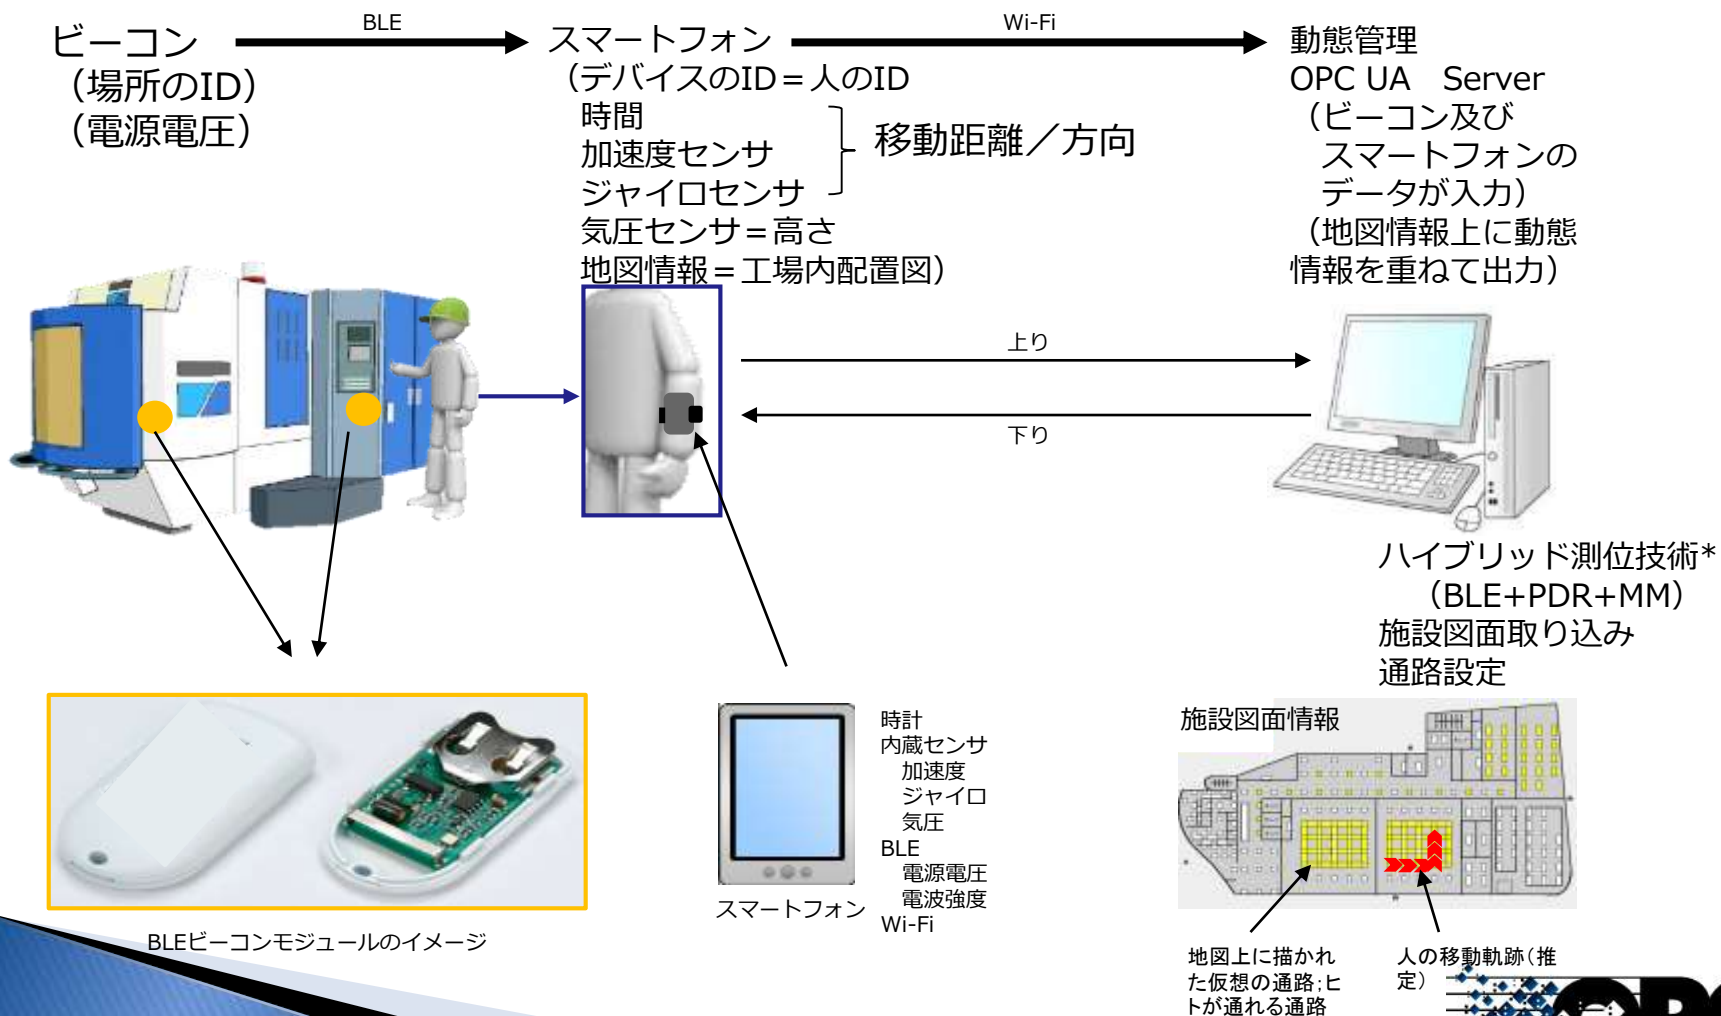 ビーコン
（場所のID）
（電源電圧）
BLE
スマートフォン
（デバイスのID＝人のID
時間
加速度センサ
ジャイロセンサ
移動距離／方向
気圧センサ＝高さ
地図情報＝工場内配置図）
Wi-Fi
動態管理
OPC UA　Server
（ビーコン及び
スマートフォンの
データが入力）
（地図情報上に動態
情報を重ねて出力）
上り
下り
ハイブリッド測位技術*
（BLE+PDR+MM）
施設図面取り込み
通路設定
BLEビーコンモジュールのイメージ
スマートフォン
時計
内蔵センサ
加速度
ジャイロ
気圧
BLE
電源電圧
電波強度
Wi-Fi
施設図面情報
地図上に描かれ
た仮想の通路；ヒ
トが通れる通路
人の移動軌跡（推
定）